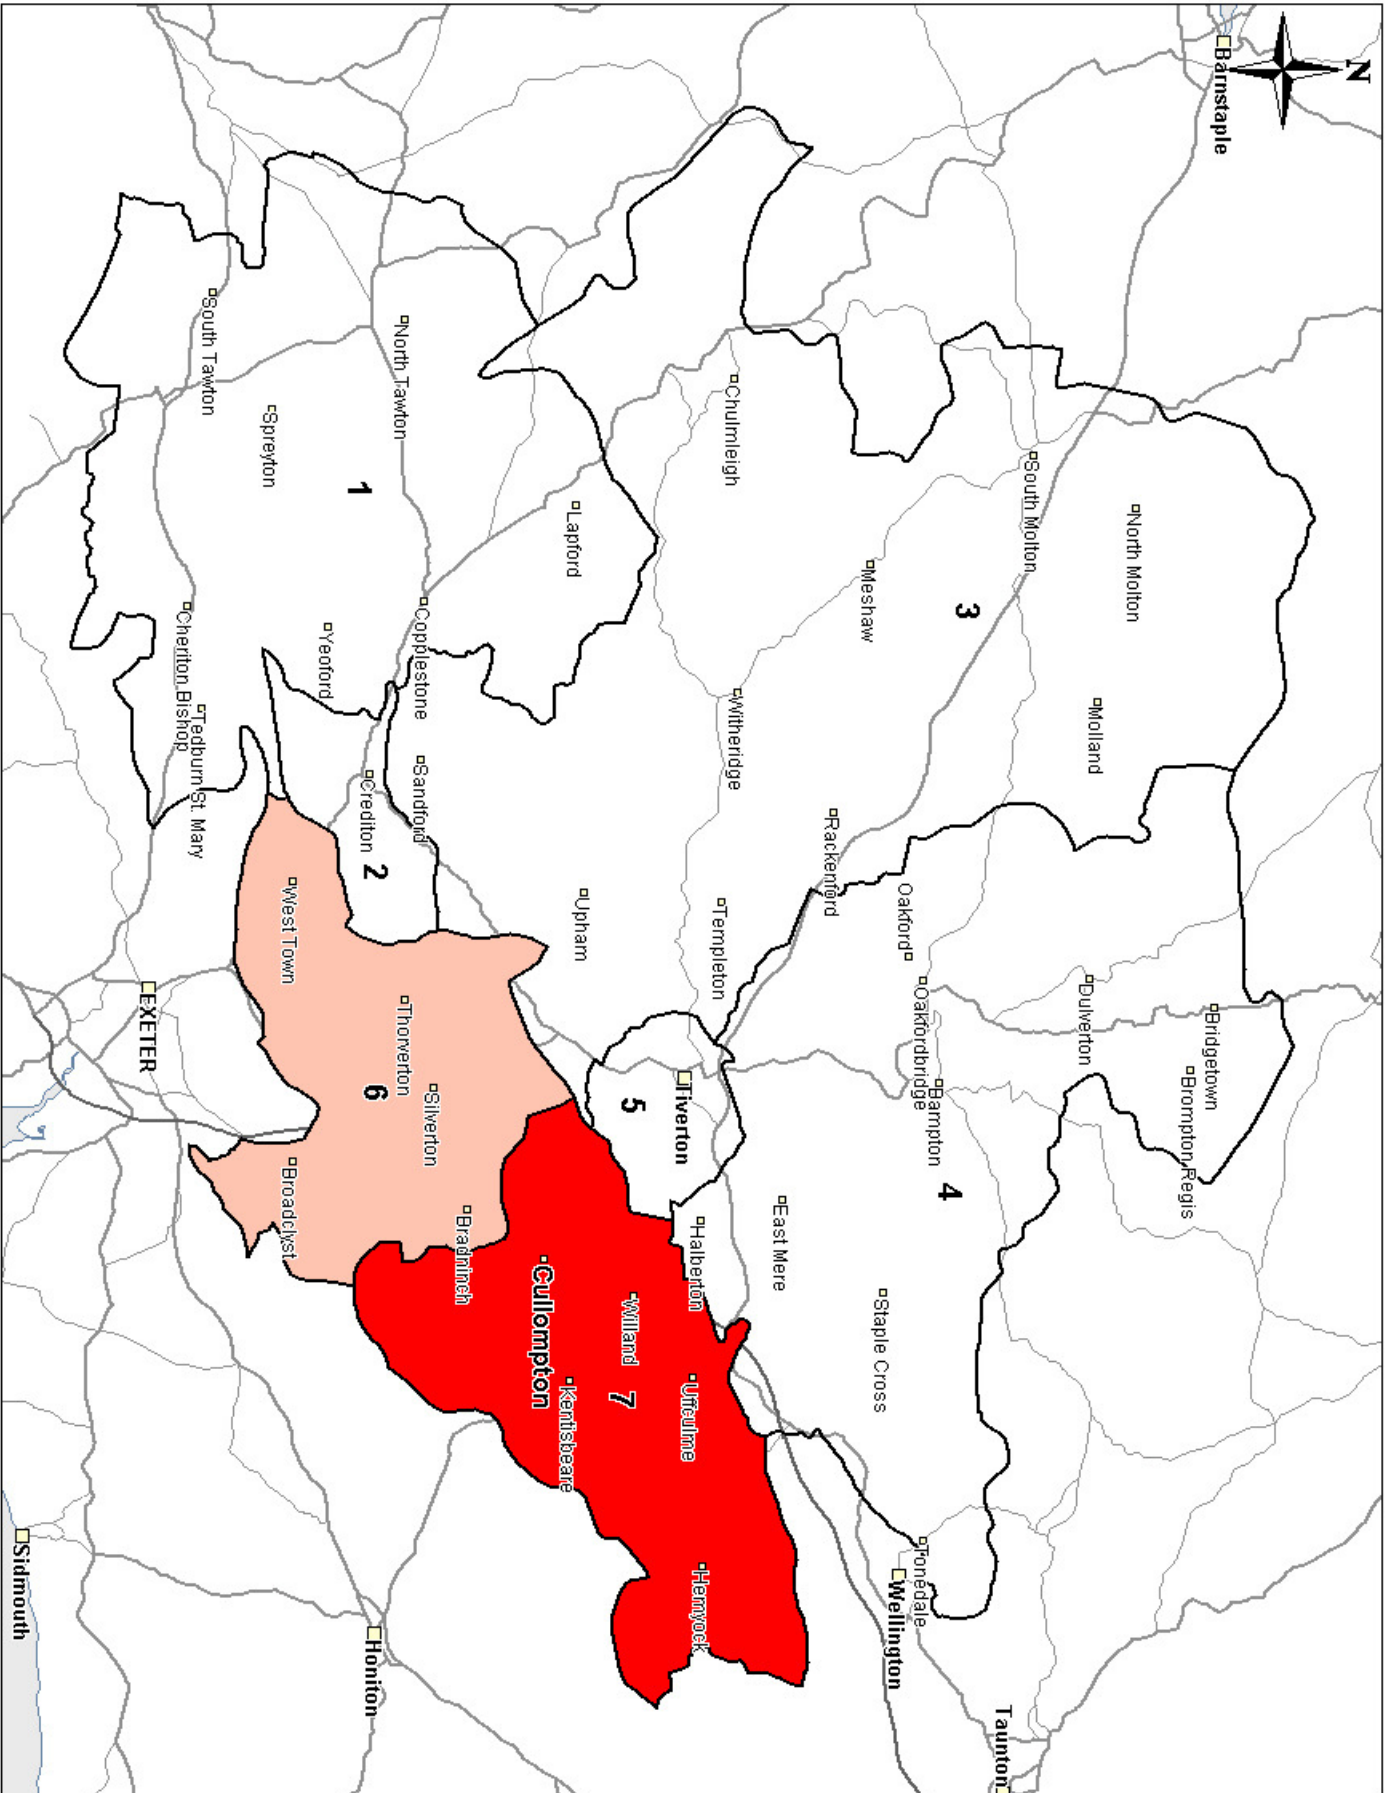 N
Barnstaple
North Molton
South Molton
Molland
3
Meshaw
Chulmleigh
Witheridge
Rackenford
Oakford
Oakfordbridge
Dulverton
Bridgetown
Brompton Regis
Bampton
4
Templeton
Upham
Lapford
North Tawton
South Tawton
Spreyton
1
Copplestone
Yeoford
Cheriton Bishop
Tedburn St. Mary
Sandford
Crediton
2
West Town
EXETER
Thorverton
6
Silverton
Broadclyst
Bradninch
5
Tiverton
Halberton
East Mere
Staple Cross
Cullompton
Willand
7
Kentisbeare
Uffculme
Hemyock
Tonedale
Wellington
Taunton
Honiton
Sidmouth